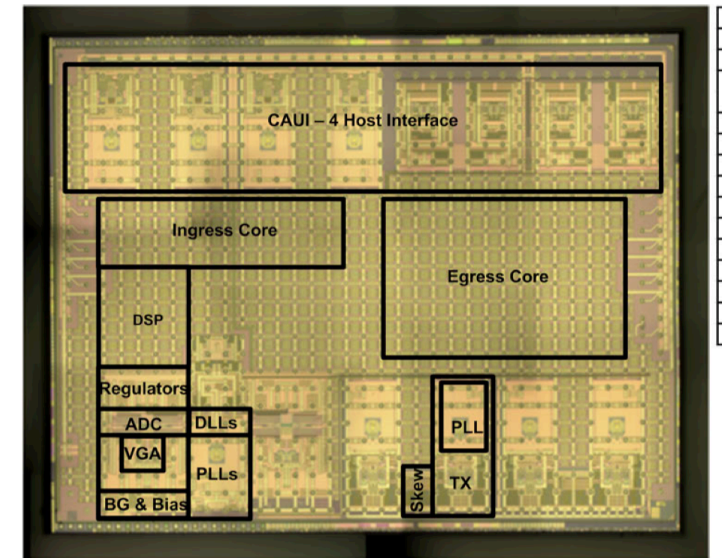 CAUI – 4 Host Interface
Ingress Core
Egress Core
DSP
Regulators
ADC
DLLs
VGA
PLLs
BG & Bias
PLL
TX
Skew